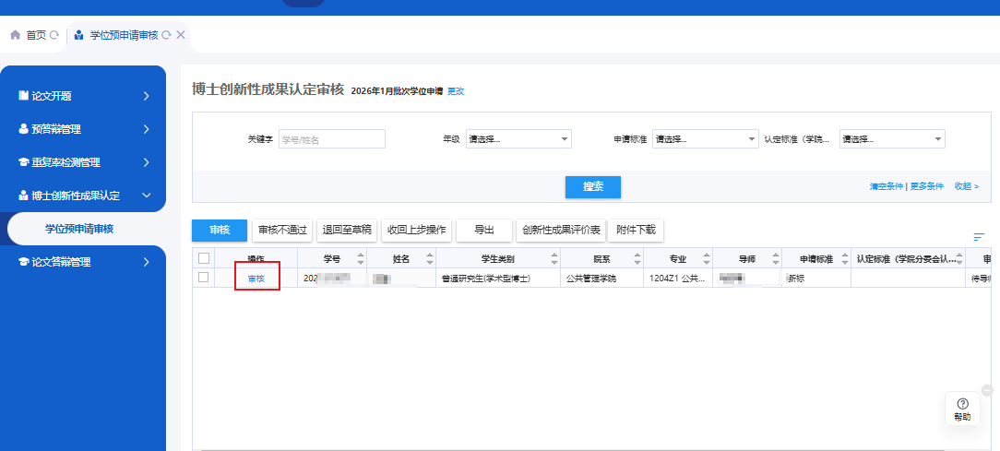 首页 学位预申请审核
论文开题
预答辩管理
重复率检测管理
博士创新性成果认定
学位预申请审核
论文答辩管理
博士创新性成果认定审核 2026年1月批次学位申请 更改
关键字 学号/姓名 年级 请选择... 申请标准 请选择... 认定标准（学院... 请选择...
搜索 清空条件 | 更多条件 收起 >
审核 审核不通过 退回至草稿 收回上步操作 导出 创新性成果评价表 附件下载
操作 学号 姓名 学生类别 院系 专业 导师 申请标准 认定标准（学院分委会认... 审
审核 202 普通研究生(学术型博士) 公共管理学院 1204Z1 公共... 新标 待导师
帮助